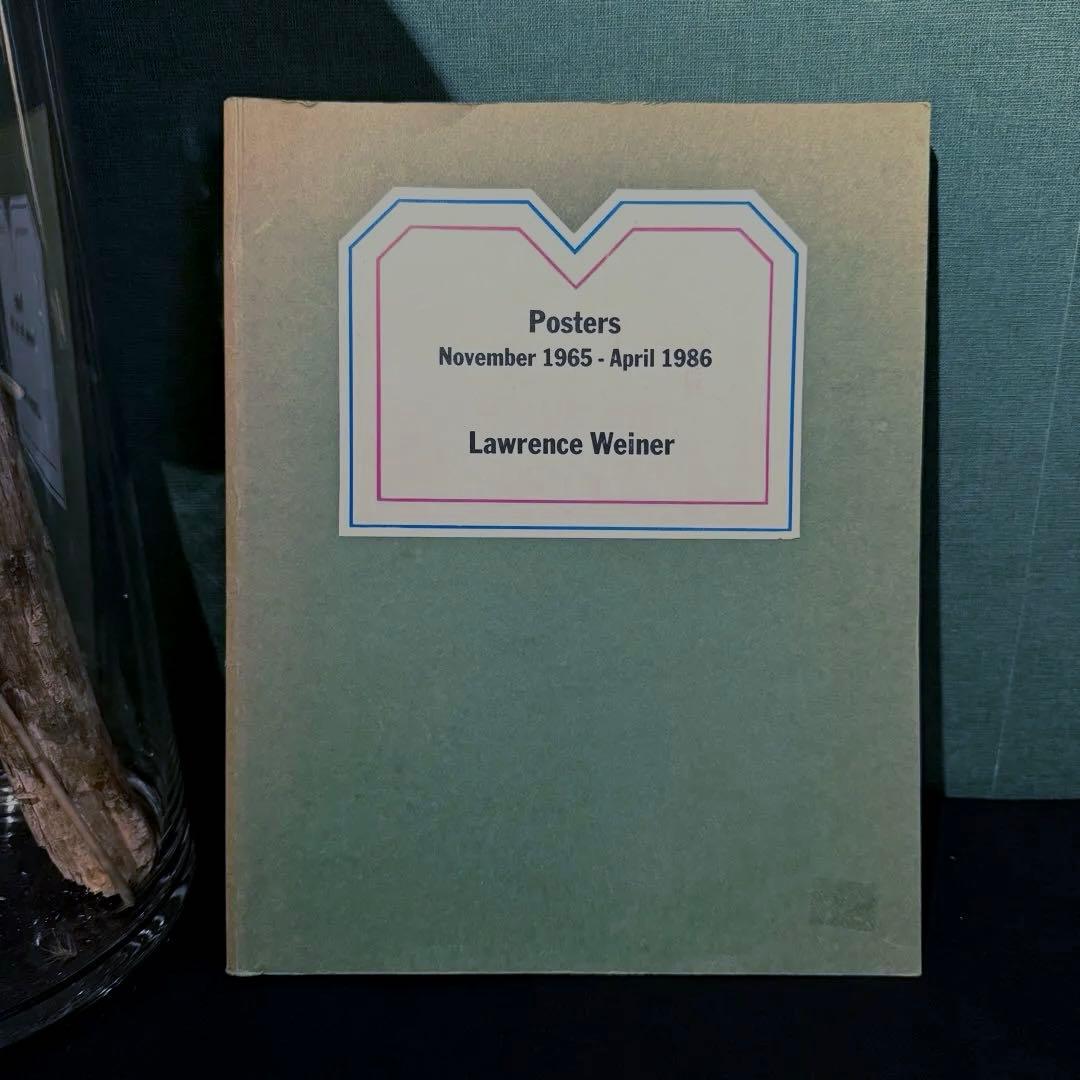 Posters
November 1965 - April 1986
Lawrence Weiner